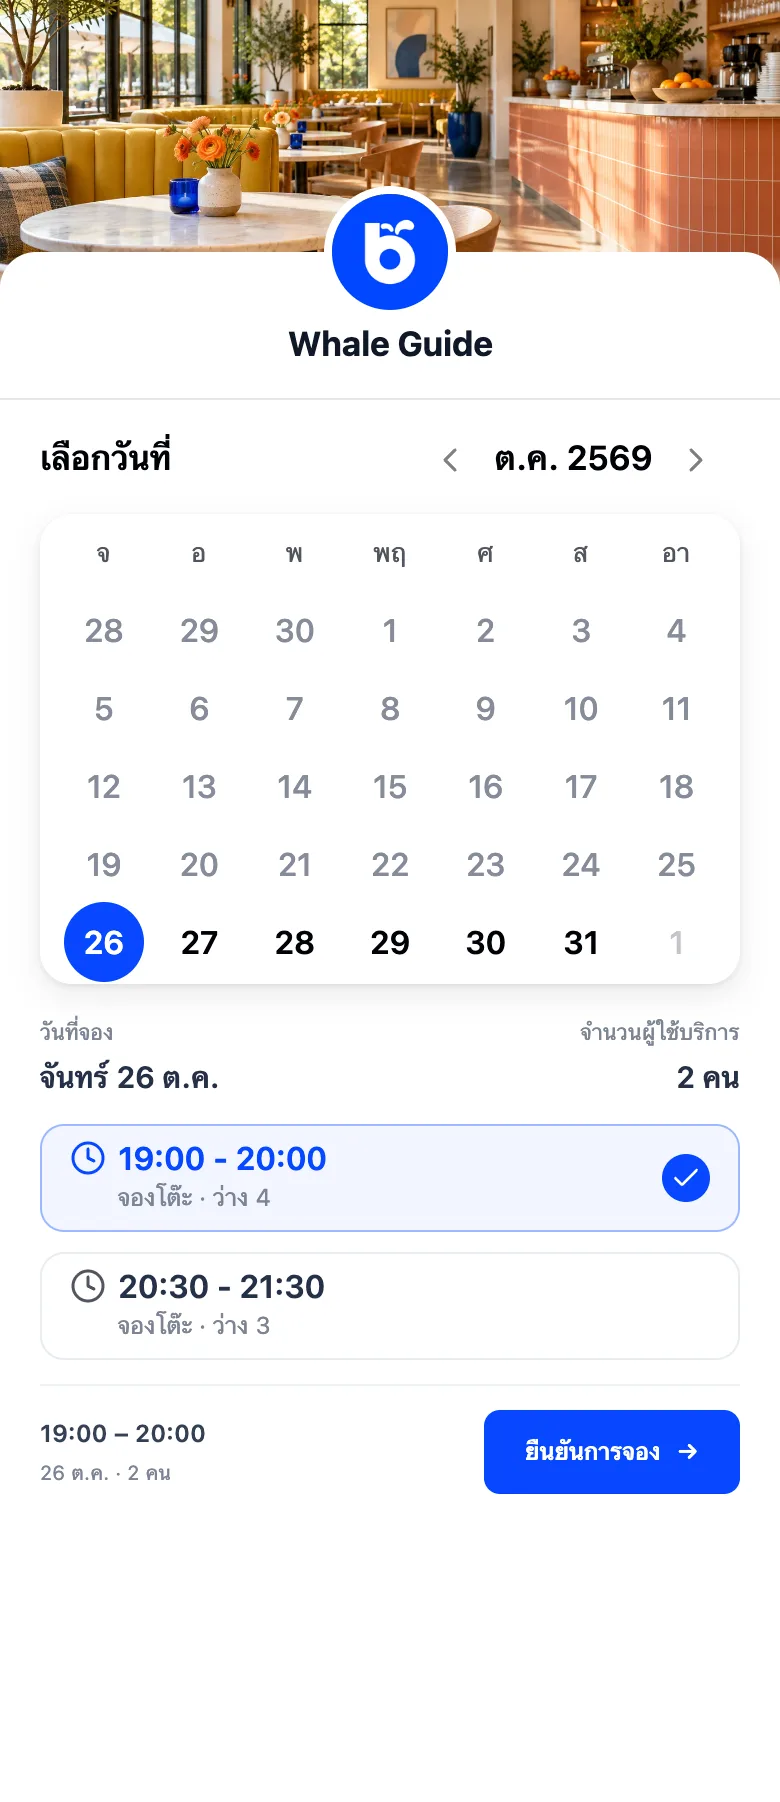 Whale Guide
เลือกวันที่
ต.ค. 2569
จ อ พ พฤ ศ ส อา
28 29 30 1 2 3 4
5 6 7 8 9 10 11
12 13 14 15 16 17 18
19 20 21 22 23 24 25
26 27 28 29 30 31 1
วันที่จอง จำนวนผู้ใช้บริการ
จันทร์ 26 ต.ค. 2 คน
19:00 - 20:00
จองโต๊ะ · ว่าง 4
20:30 - 21:30
จองโต๊ะ · ว่าง 3
19:00 – 20:00
26 ต.ค. · 2 คน
ยืนยันการจอง →